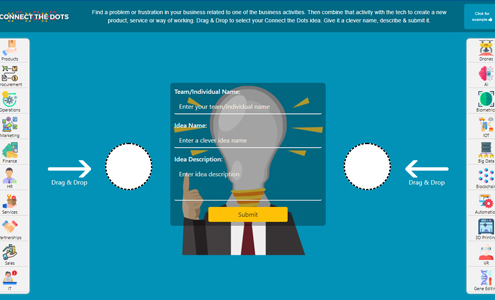 CONNECT THE DOTS
Find a problem or frustration in your business related to one of the business activities. Then combine that activity with the tech to create a new
product, service or way of working. Drag & Drop to select your Connect the Dots idea. Give it a clever name, describe & submit it.
Click for
example
Products
Procurement
Operations
Marketing
Finance
HR
Services
Partnerships
Sales
IT
Drag & Drop
Team/Individual Name:
Enter your team/individual name
Idea Name:
Enter a clever idea name
Idea Description:
Enter idea description
Submit
Drag & Drop
Drones
AI
Biometric
IOT
Big Data
Blockchain
Automatio
3D Printing
VR
Gene Editin